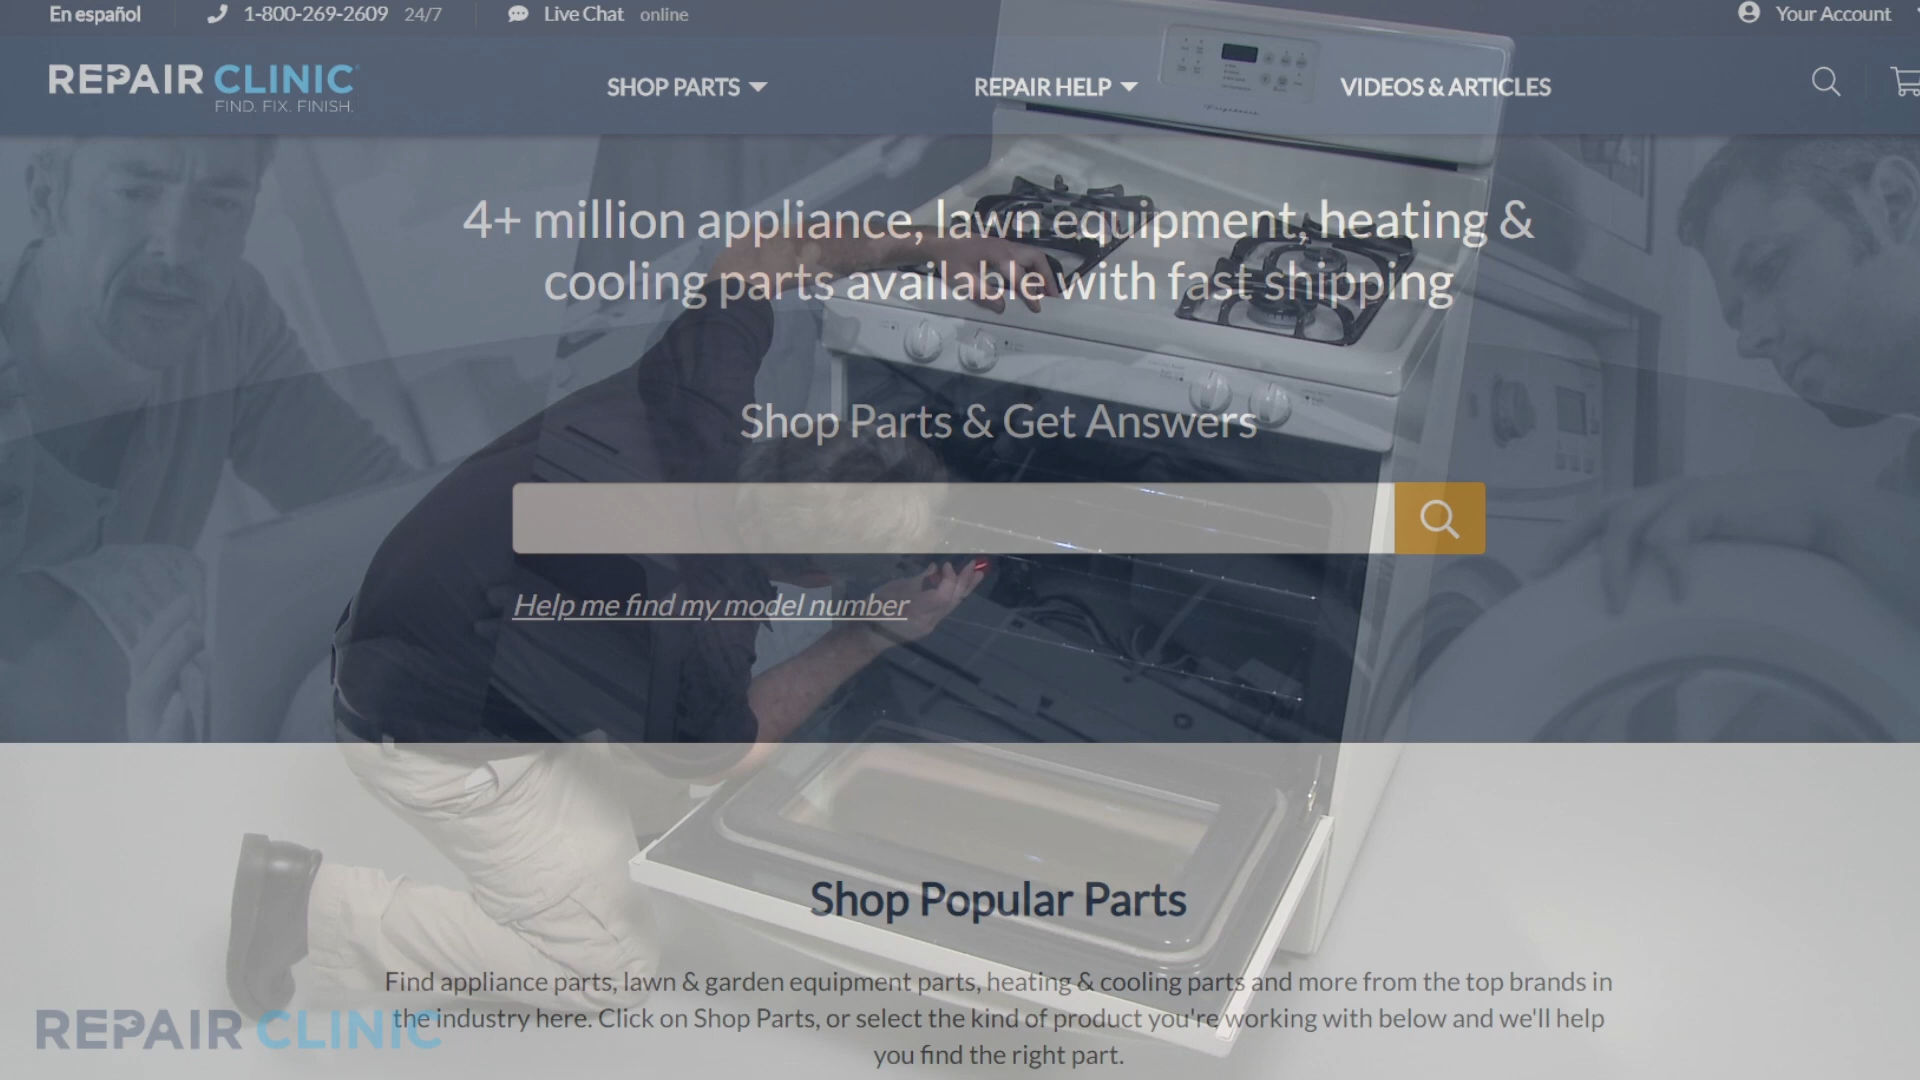 En español
1-800-269-2609 24/7
Live Chat online
Your Account
REPAIR CLINIC
FIND. FIX. FINISH.
SHOP PARTS
REPAIR HELP
VIDEOS & ARTICLES
Frigidaire
4+ million appliance, lawn equipment, heating &
cooling parts available with fast shipping
Shop Parts & Get Answers
Help me find my model number
Shop Popular Parts
Find appliance parts, lawn & garden equipment parts, heating & cooling parts and more from the top brands in
the industry here. Click on Shop Parts, or select the kind of product you're working with below and we'll help
you find the right part.
REPAIR CLINIC